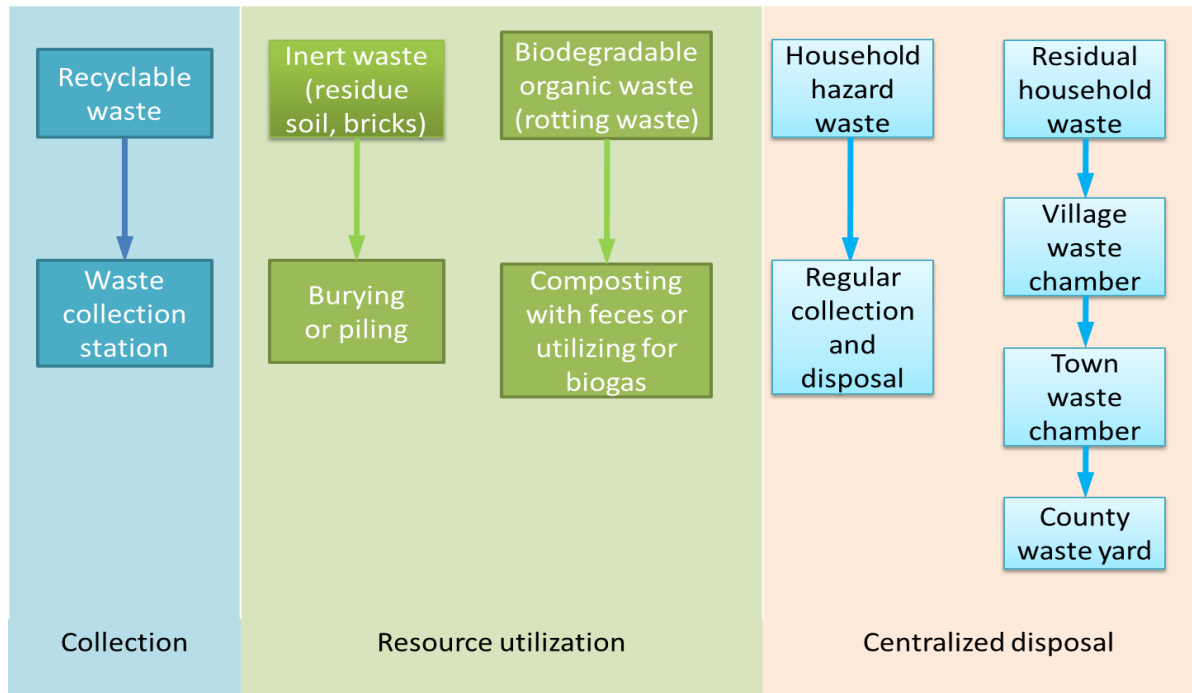 Recyclable
waste
Waste
collection
station
Inert waste
(residue
soil, bricks)
Burying
or piling
Biodegradable
organic waste
(rotting waste)
Composting
with feces or
utilizing for
biogas
Household
hazard
waste
Regular
collection
and
disposal
Residual
household
waste
Village
waste
chamber
Town
waste
chamber
County
waste yard
Collection
Resource utilization
Centralized disposal